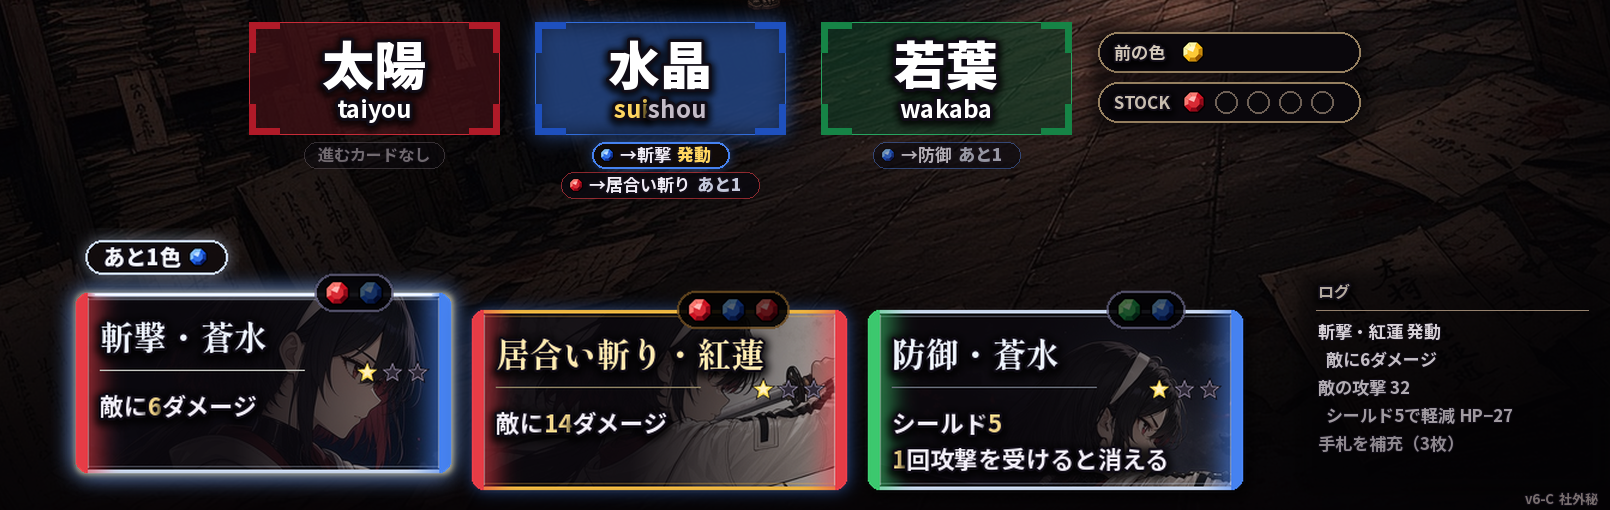 太陽
taiyou
進むカードなし
水晶
suishou
→斬撃 発動
→居合い斬り あと1
若葉
wakaba
→防御 あと1
前の色
STOCK
あと1色
斬撃・蒼水
敵に6ダメージ
居合い斬り・紅蓮
敵に14ダメージ
防御・蒼水
シールド5
1回攻撃を受けると消える
ログ
斬撃・紅蓮 発動
敵に6ダメージ
敵の攻撃 32
シールド5で軽減 HP−27
手札を補充（3枚）
v6-C 社外秘